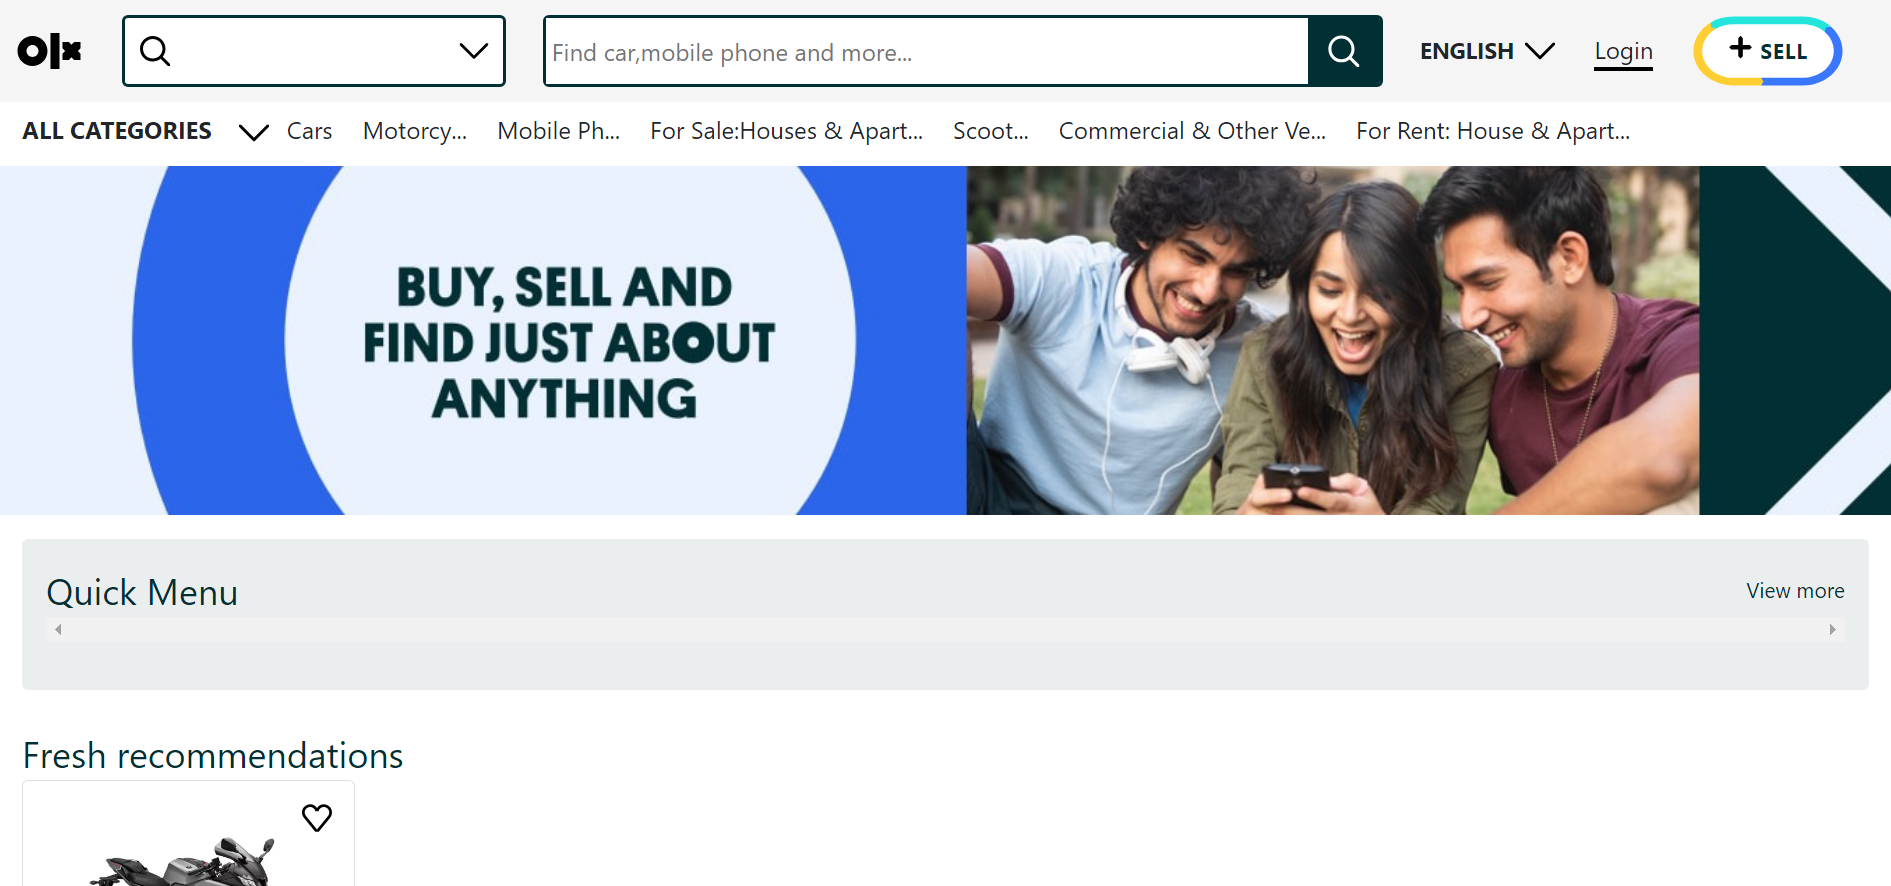 olx
Find car,mobile phone and more...
ENGLISH
Login
+ SELL
ALL CATEGORIES
Cars
Motorcy...
Mobile Ph...
For Sale:Houses & Apart...
Scoot...
Commercial & Other Ve...
For Rent: House & Apart...
BUY, SELL AND
FIND JUST ABOUT
ANYTHING
Quick Menu
View more
Fresh recommendations